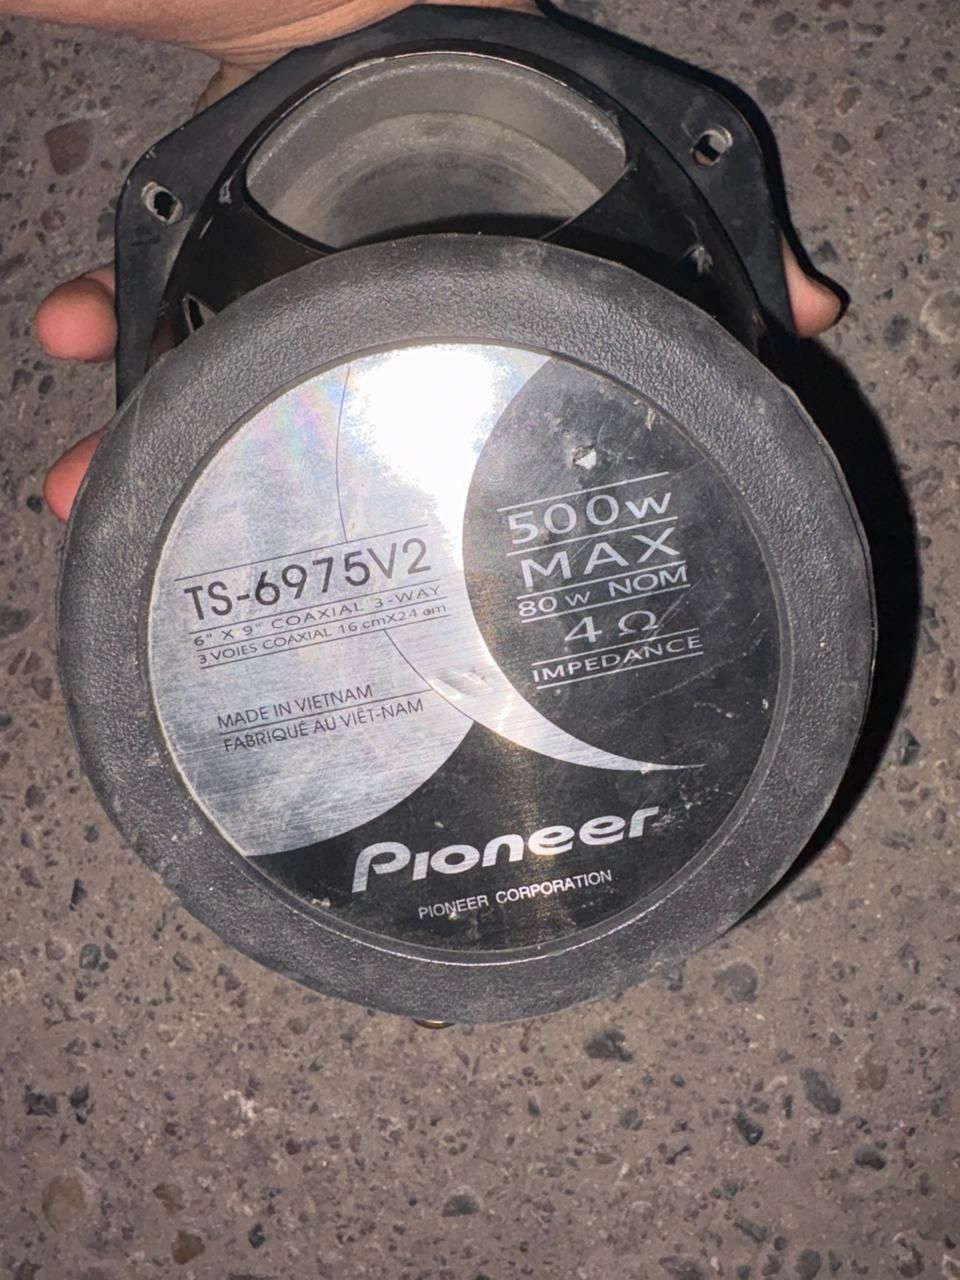 TS-6975V2
6" X 9" COAXIAL 3-WAY
3 VOIES COAXIAL 16 cmX24 cm
MADE IN VIETNAM
FABRIQUÉ AU VIÊT-NAM
500w
MAX
80 w NOM
4 Ω
IMPEDANCE
Pioneer
PIONEER CORPORATION